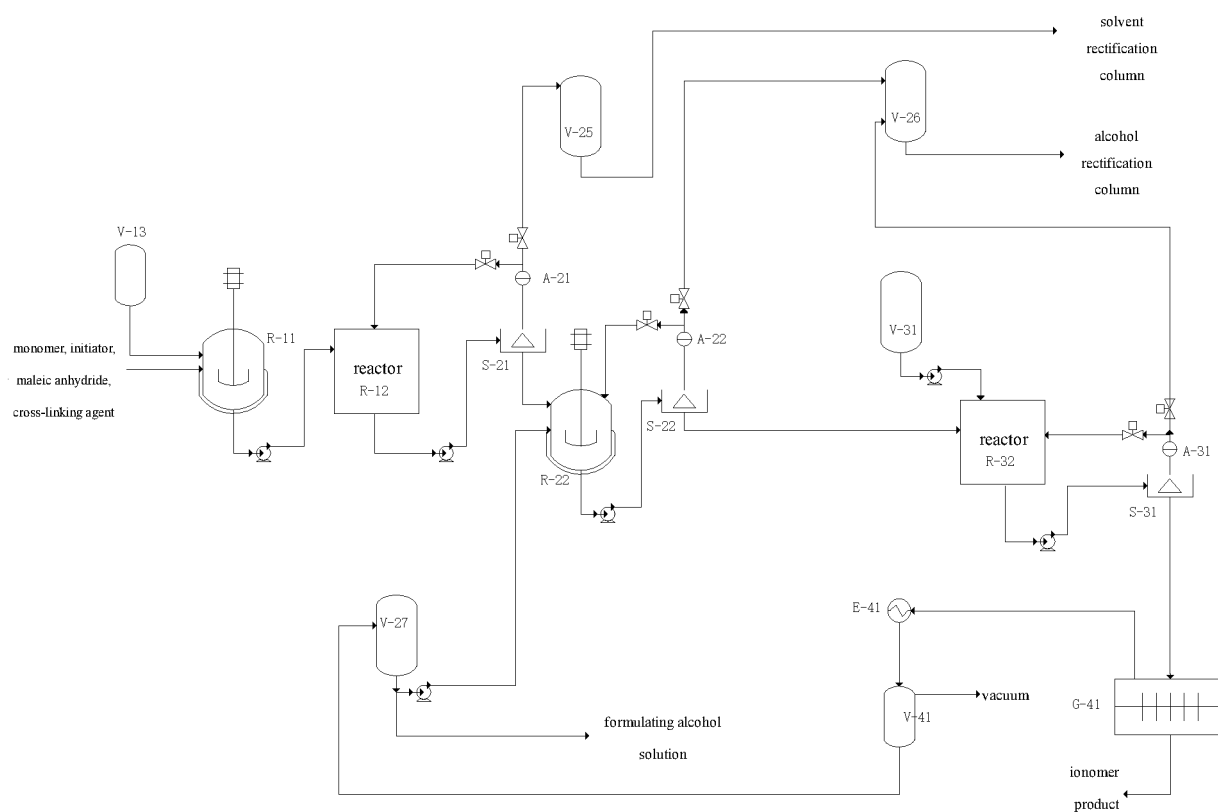 solvent
rectification
column
V-25
V-26
alcohol
rectification
column
V-13
A-21
V-31
R-11
monomer, initiator,
maleic anhydride,
cross-linking agent
reactor
R-12
S-21
A-22
S-22
R-22
reactor
R-32
A-31
S-31
E-41
V-27
vacuum
V-41
G-41
formulating alcohol
solution
ionomer
product